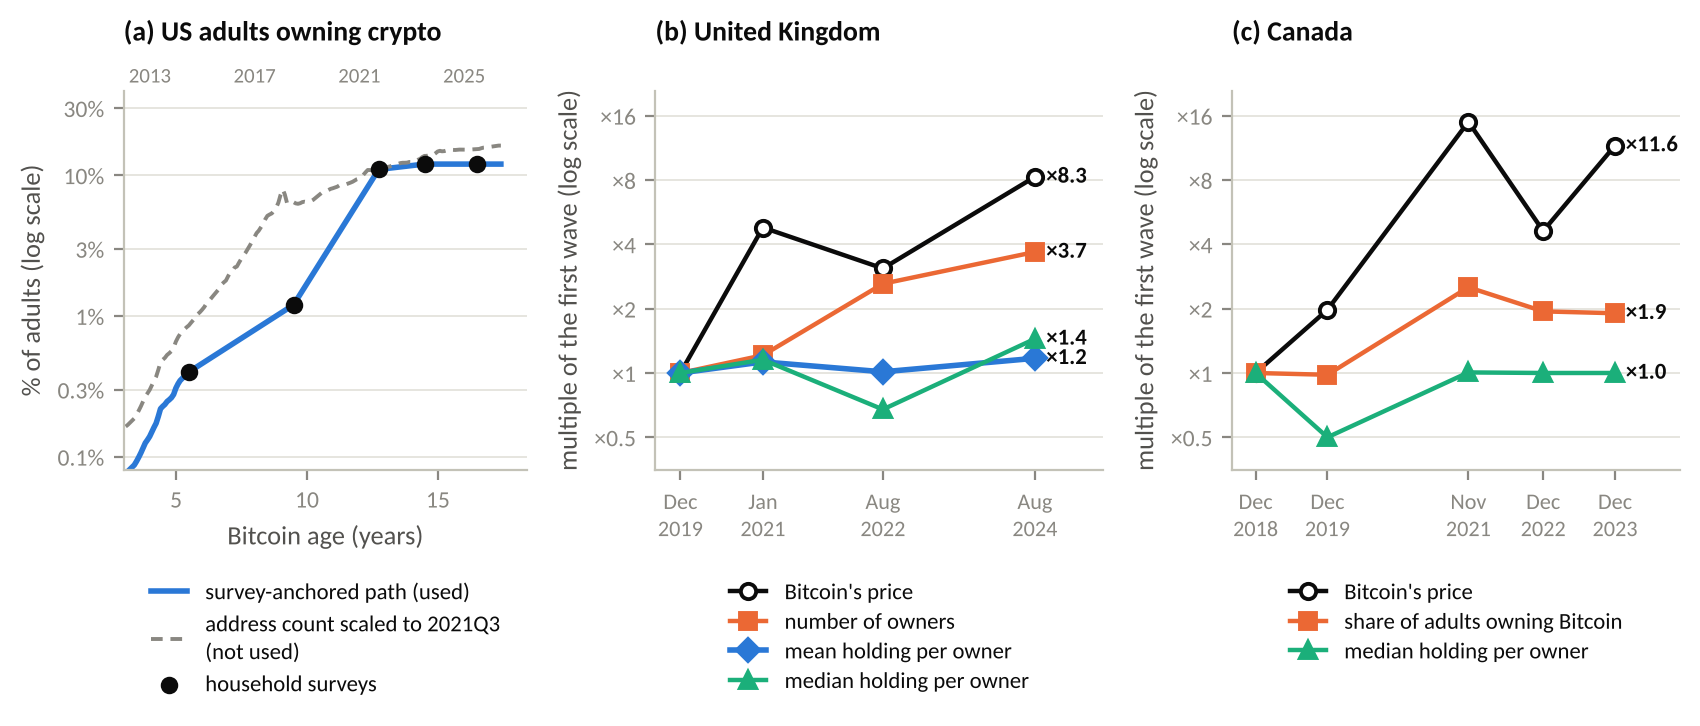 (a) US adults owning crypto
2013 2017 2021 2025
30%
10%
3%
1%
0.3%
0.1%
% of adults (log scale)
5 10 15
Bitcoin age (years)
survey-anchored path (used)
address count scaled to 2021Q3
(not used)
household surveys
(b) United Kingdom
multiple of the first wave (log scale)
×16
×8
×4
×2
×1
×0.5
×8.3
×3.7
×1.4
×1.2
Dec Jan Aug Aug
2019 2021 2022 2024
Bitcoin's price
number of owners
mean holding per owner
median holding per owner
(c) Canada
multiple of the first wave (log scale)
×16
×8
×4
×2
×1
×0.5
×11.6
×1.9
×1.0
Dec Dec Nov Dec Dec
2018 2019 2021 2022 2023
Bitcoin's price
share of adults owning Bitcoin
median holding per owner